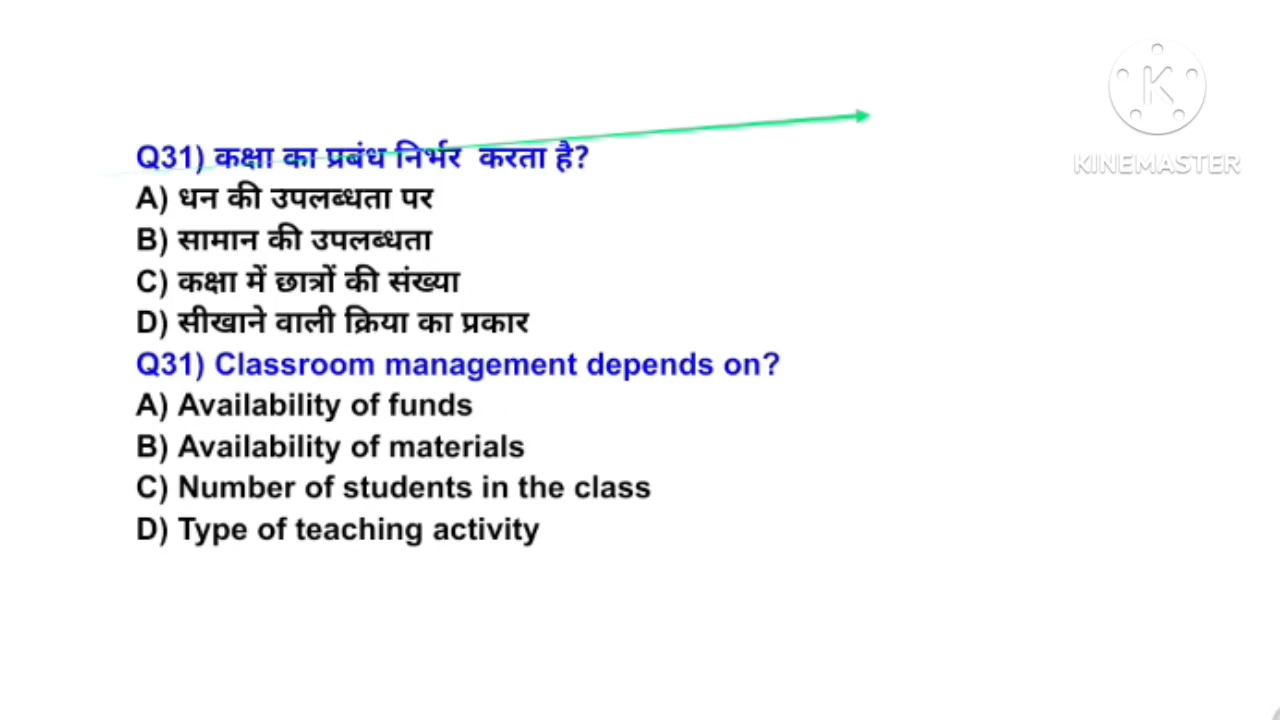 Q31) कक्षा का प्रबंध निर्भर करता है?
A) धन की उपलब्धता पर
B) सामान की उपलब्धता
C) कक्षा में छात्रों की संख्या
D) सीखाने वाली क्रिया का प्रकार
Q31) Classroom management depends on?
A) Availability of funds
B) Availability of materials
C) Number of students in the class
D) Type of teaching activity
K
KINEMASTER